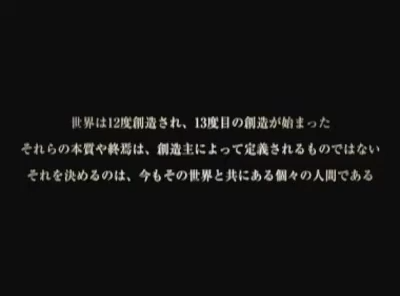 世界は12度創造され、13度目の創造が始まった
それらの本質や終焉は、創造主によって定義されるものではない
それを決めるのは、今もその世界と共にある個々の人間である